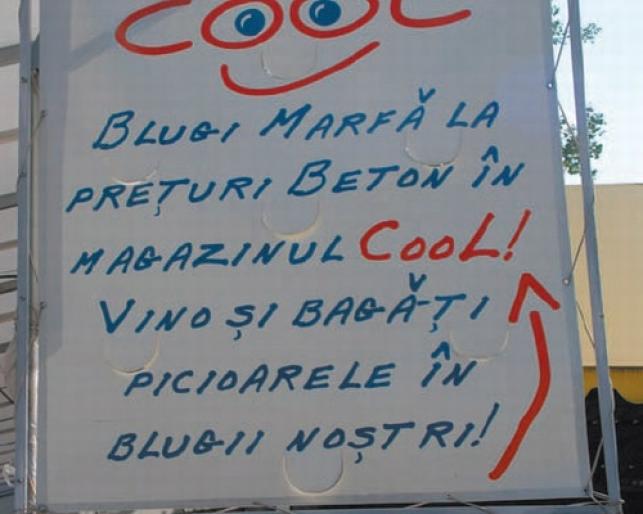 COOL
BLUGI MARFĂ LA
PREȚURI BETON ÎN
MAGAZINUL COOL!
VINO ȘI BAGĂ-ȚI
PICIOARELE ÎN
BLUGII NOȘTRI!